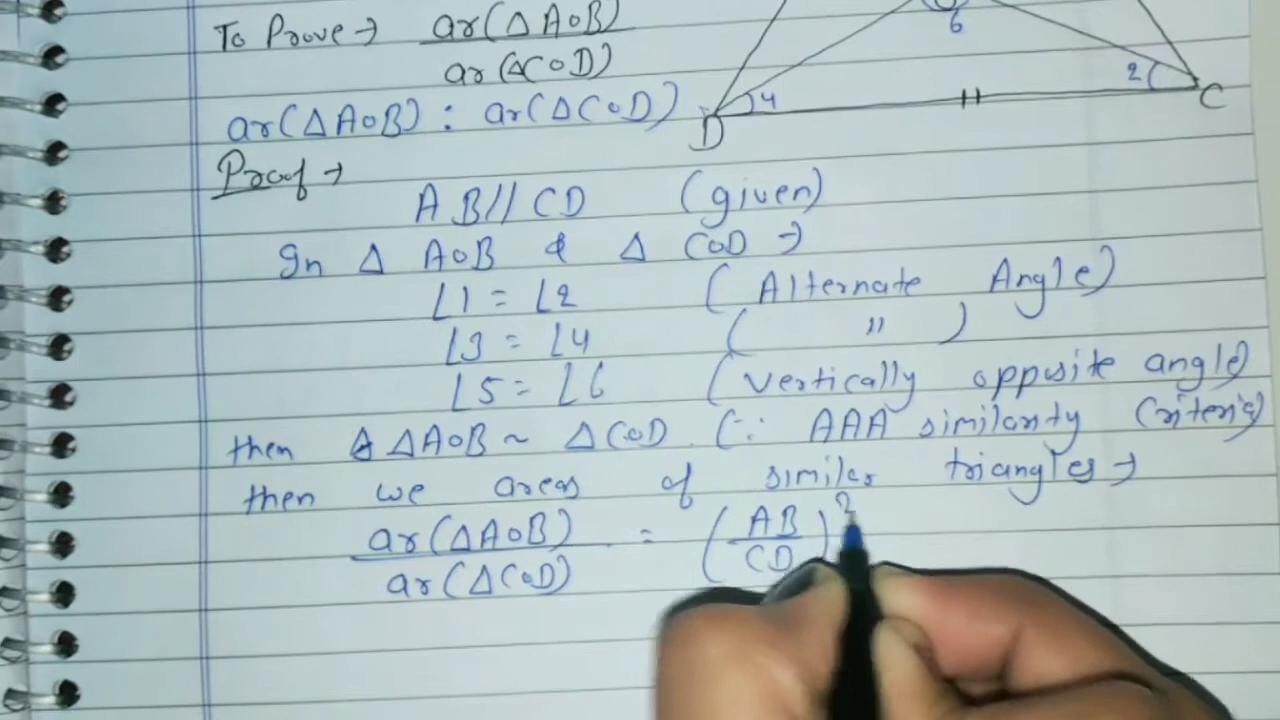 To Prove → ar(ΔAOB)
ar(ΔCOD)
6
2
ar(ΔAOB) : ar(ΔCOD)
4
D
C
Proof →
AB//CD (given)
In Δ AOB & Δ COD →
∠1 = ∠2 (Alternate Angle)
∠3 = ∠4 ( " )
∠5 = ∠6 (vertically opposite angle)
then ΔAOB ~ ΔCOD. (∵ AAA similarity criteria)
then we areas of similar triangles →
ar(ΔAOB) = (AB)2
ar(ΔCOD) CD